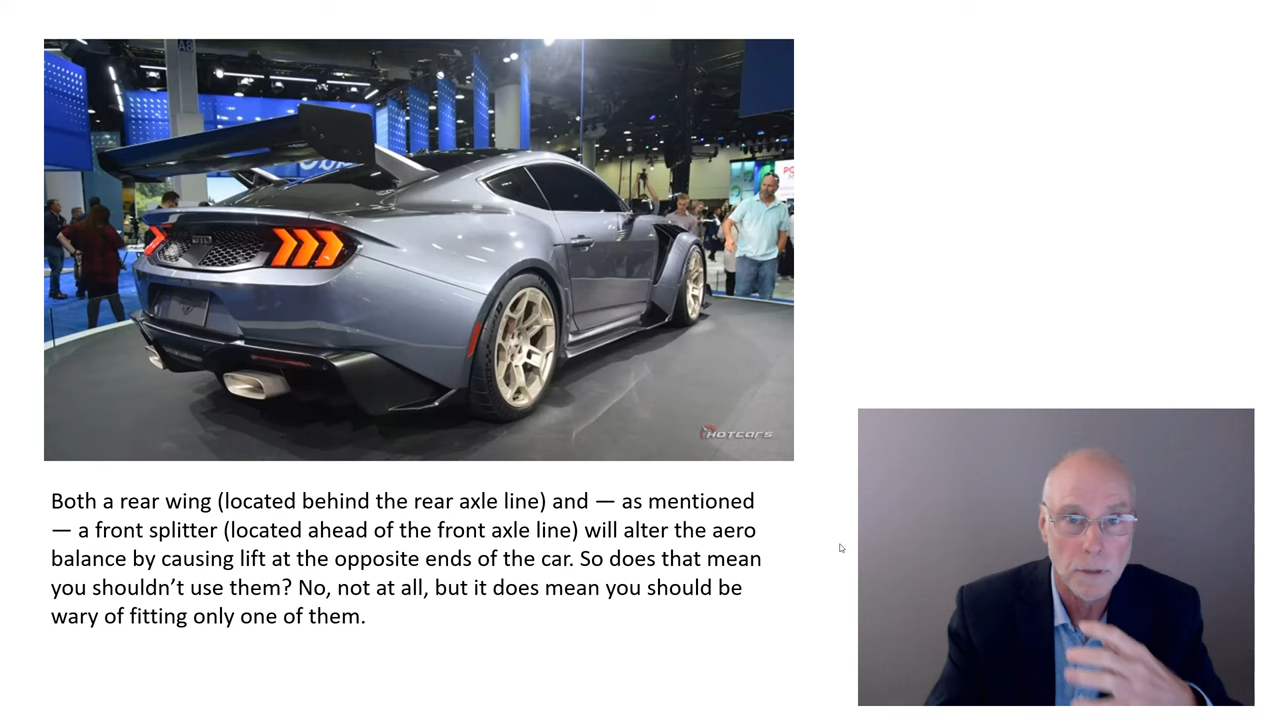 A8
HOTCARS
Both a rear wing (located behind the rear axle line) and — as mentioned
— a front splitter (located ahead of the front axle line) will alter the aero
balance by causing lift at the opposite ends of the car. So does that mean
you shouldn’t use them? No, not at all, but it does mean you should be
wary of fitting only one of them.